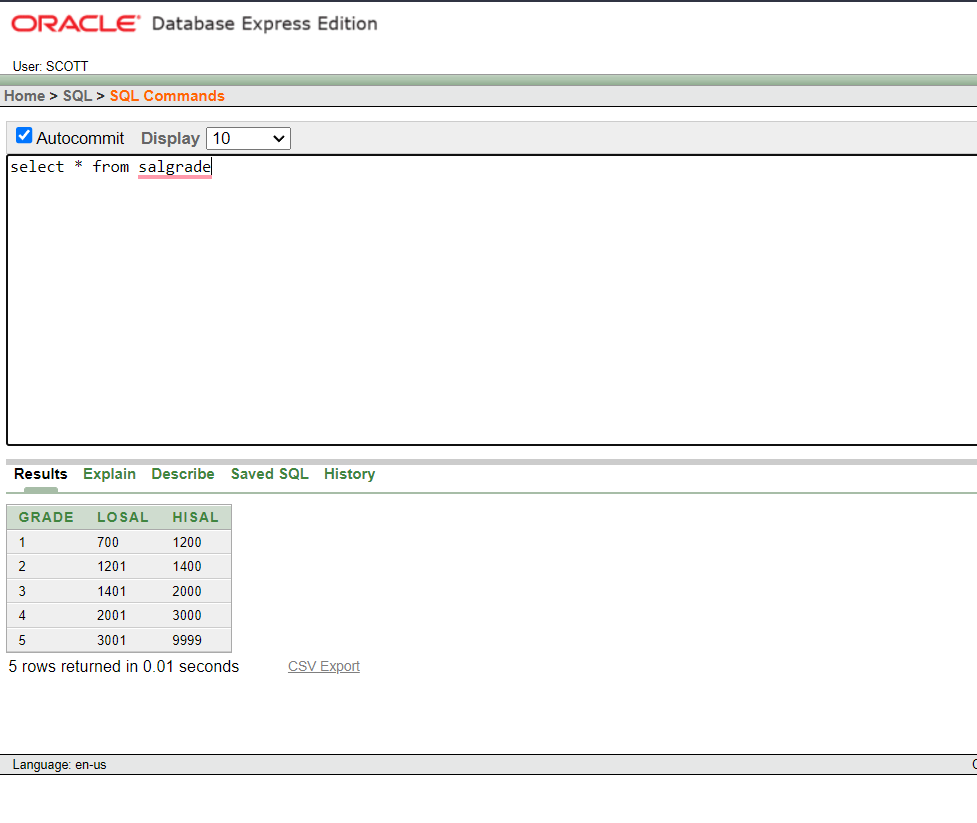 ORACLE Database Express Edition
User: SCOTT
Home > SQL > SQL Commands
Autocommit Display 10
select * from salgrade
Results Explain Describe Saved SQL History
GRADE LOSAL HISAL
1 700 1200
2 1201 1400
3 1401 2000
4 2001 3000
5 3001 9999
5 rows returned in 0.01 seconds CSV Export
Language: en-us